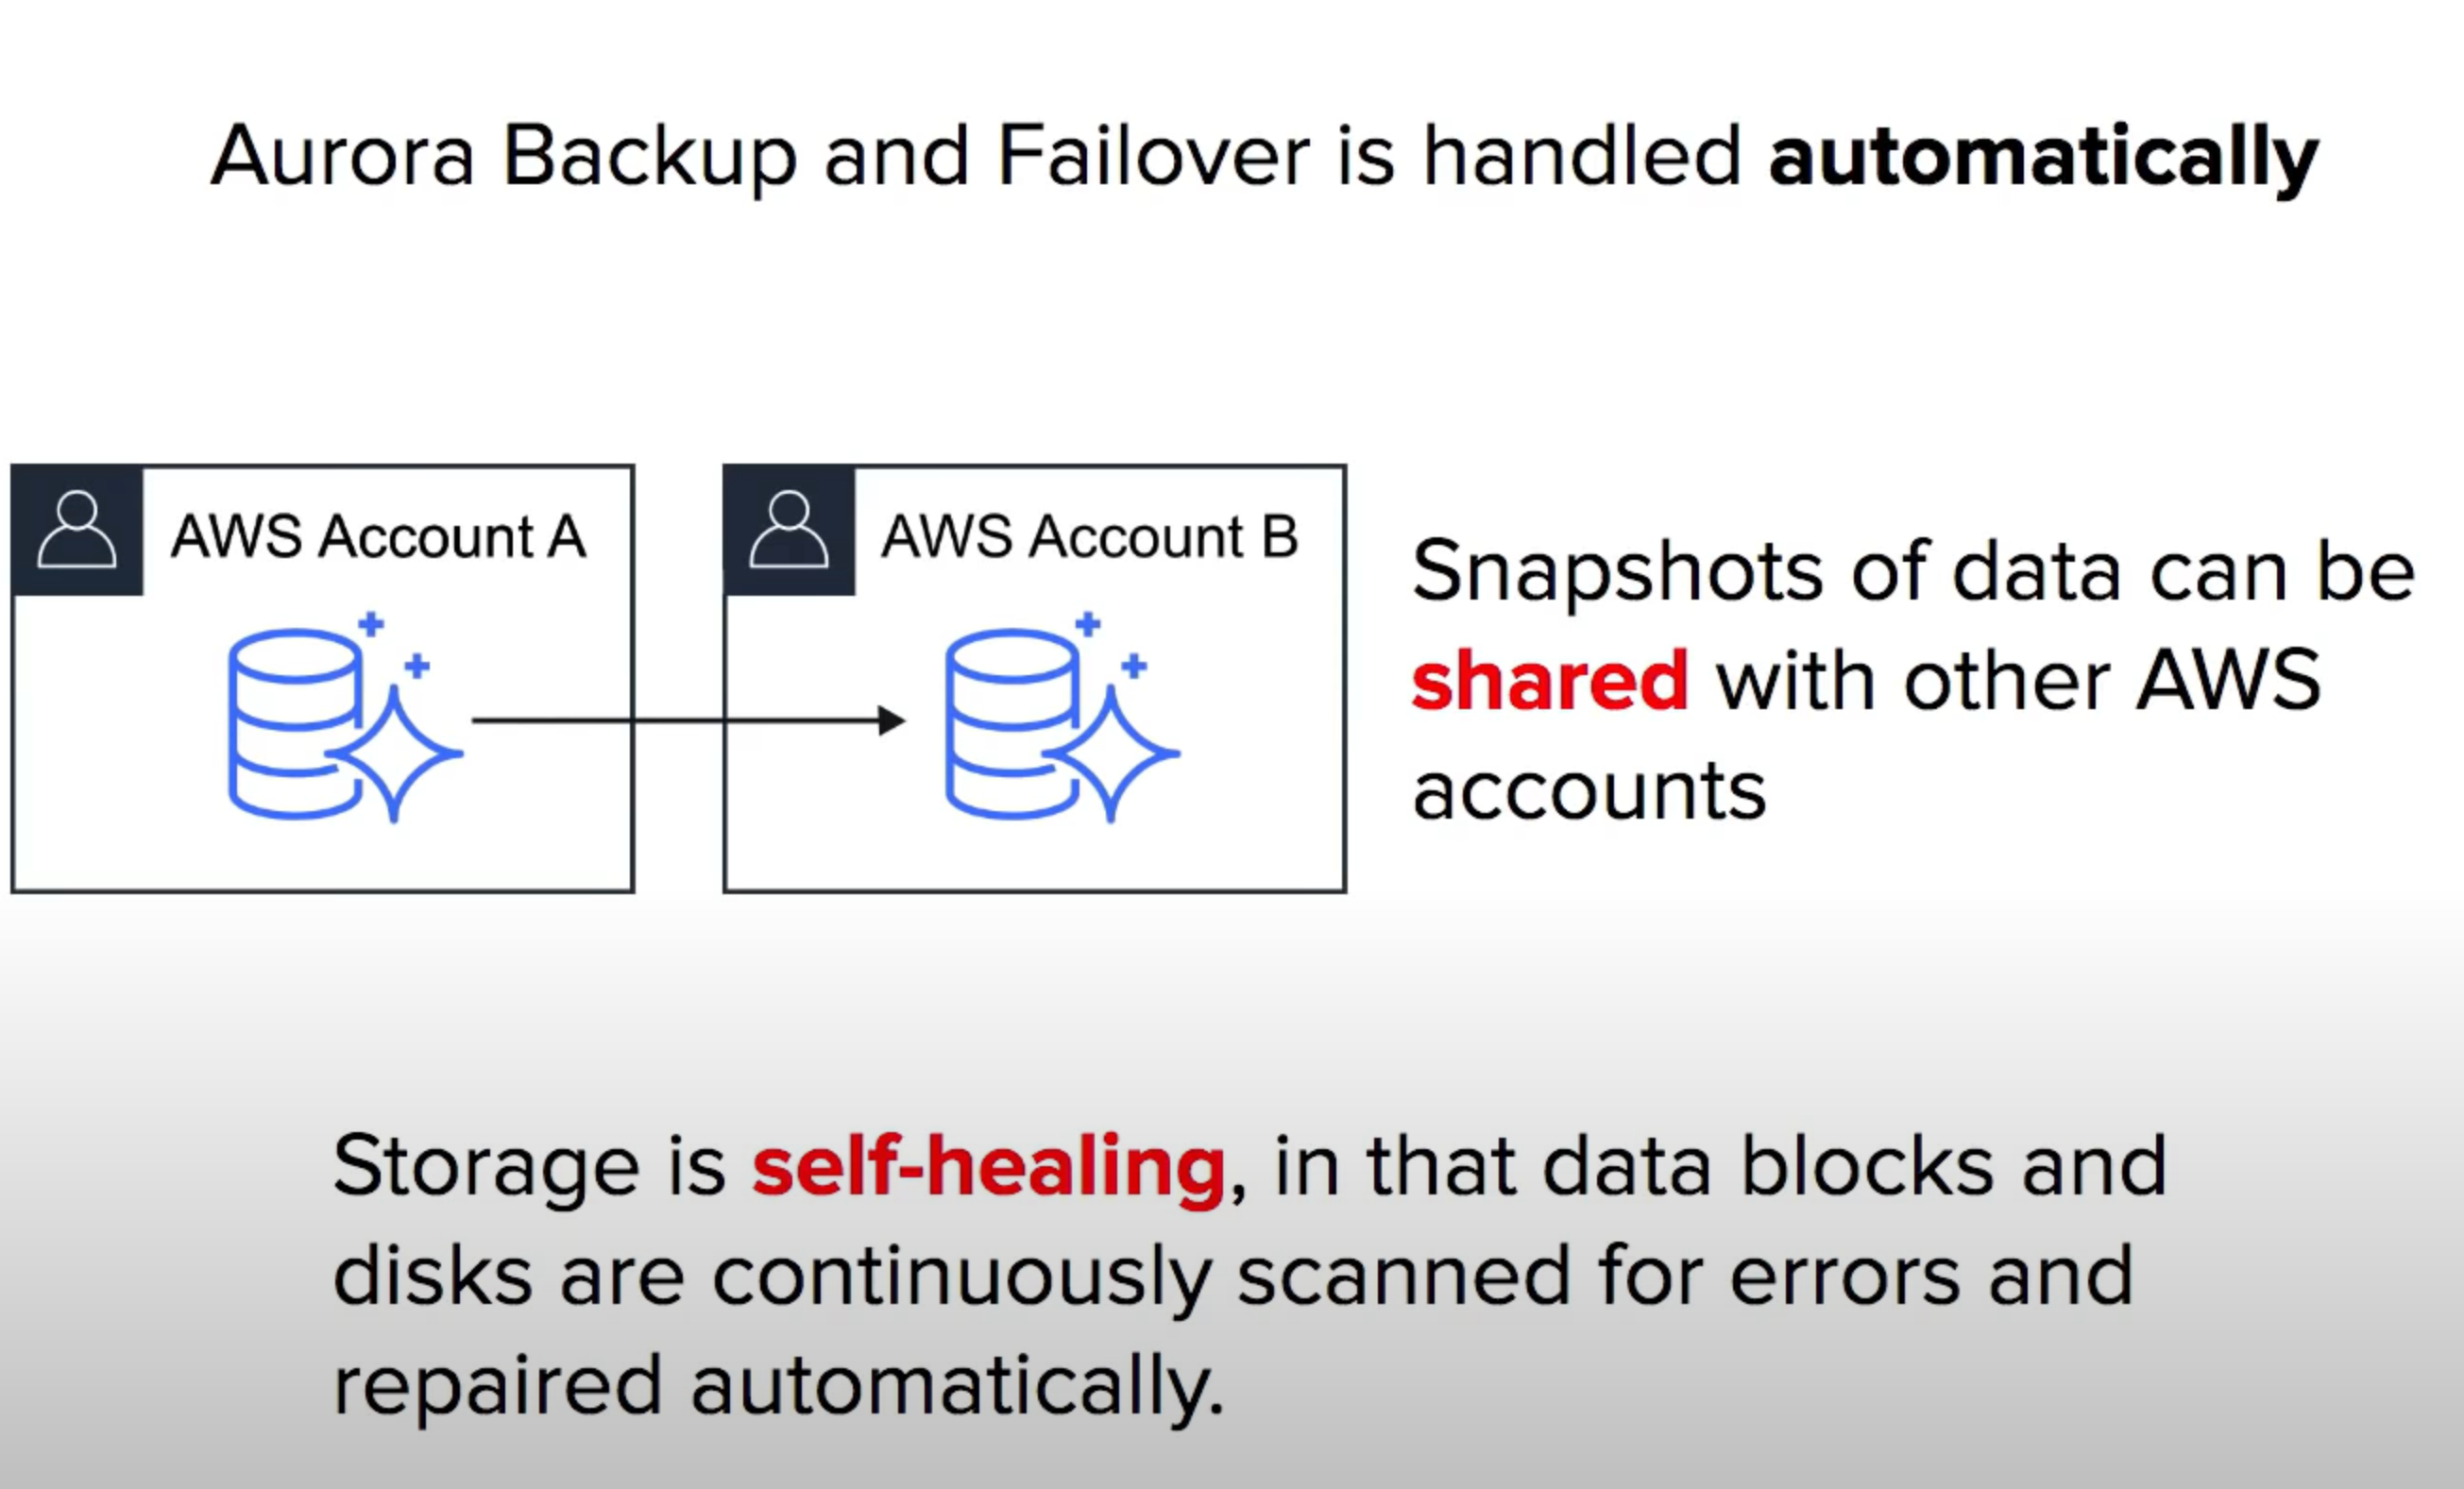 Aurora Backup and Failover is handled automatically
AWS Account A
AWS Account B
Snapshots of data can be
shared with other AWS
accounts
Storage is self-healing, in that data blocks and
disks are continuously scanned for errors and
repaired automatically.